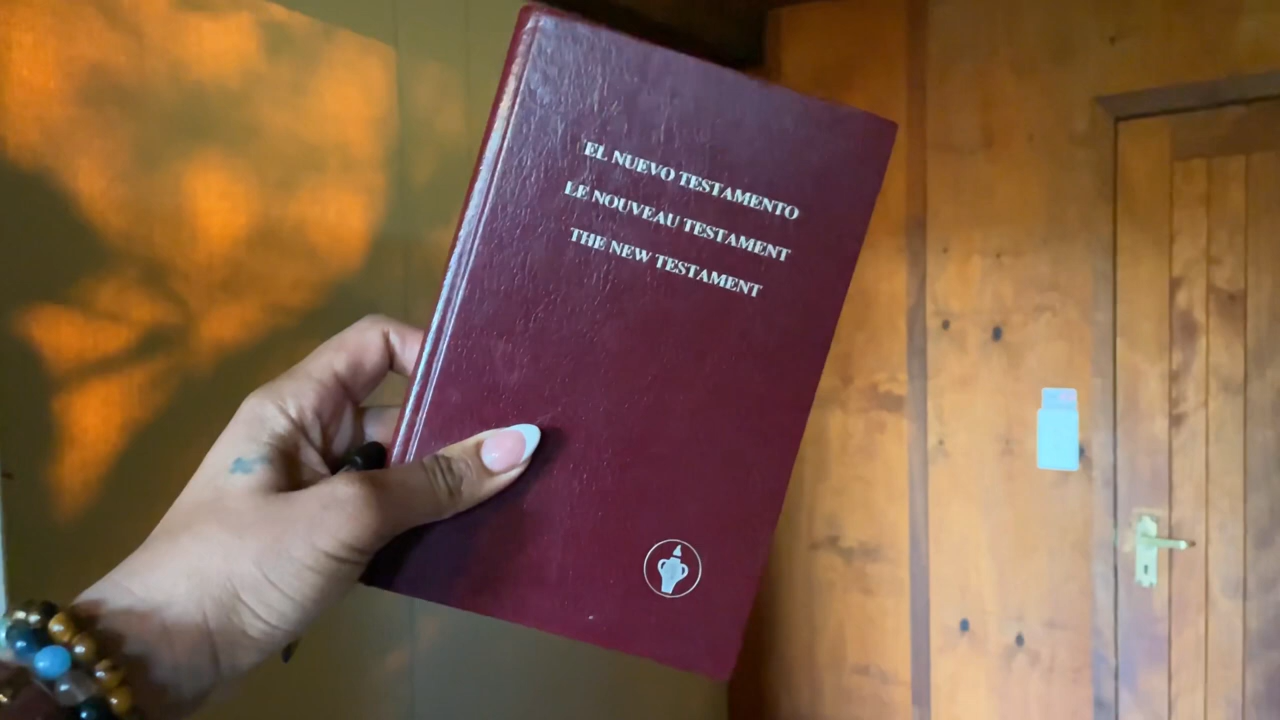 EL NUEVO TESTAMENTO
LE NOUVEAU TESTAMENT
THE NEW TESTAMENT